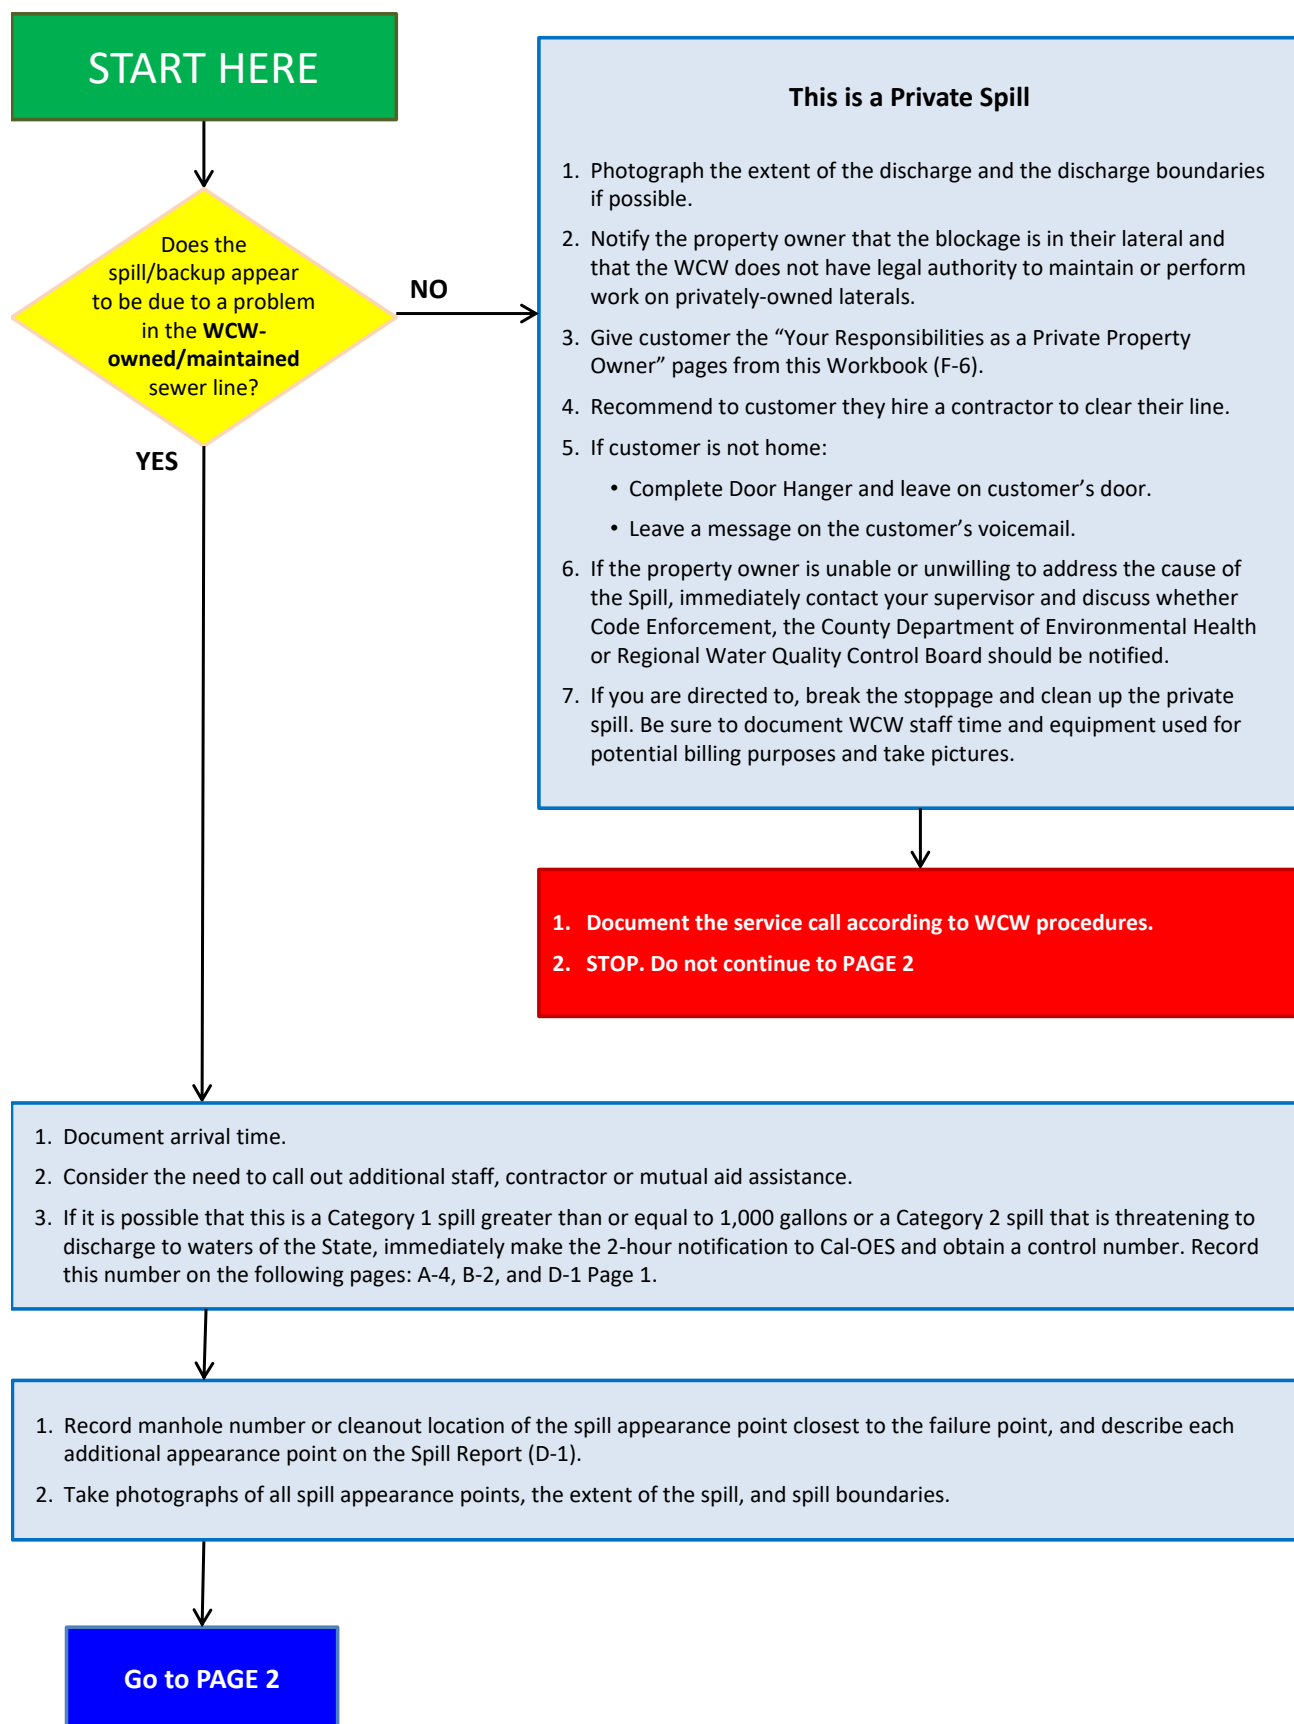 START HERE
Does the
spill/backup appear
to be due to a problem
in the WCW-
owned/maintained
sewer line?
NO
YES
This is a Private Spill
1. Photograph the extent of the discharge and the discharge boundaries
if possible.
2. Notify the property owner that the blockage is in their lateral and
that the WCW does not have legal authority to maintain or perform
work on privately-owned laterals.
3. Give customer the “Your Responsibilities as a Private Property
Owner” pages from this Workbook (F-6).
4. Recommend to customer they hire a contractor to clear their line.
5. If customer is not home:
• Complete Door Hanger and leave on customer’s door.
• Leave a message on the customer’s voicemail.
6. If the property owner is unable or unwilling to address the cause of
the Spill, immediately contact your supervisor and discuss whether
Code Enforcement, the County Department of Environmental Health
or Regional Water Quality Control Board should be notified.
7. If you are directed to, break the stoppage and clean up the private
spill. Be sure to document WCW staff time and equipment used for
potential billing purposes and take pictures.
1. Document the service call according to WCW procedures.
2. STOP. Do not continue to PAGE 2
1. Document arrival time.
2. Consider the need to call out additional staff, contractor or mutual aid assistance.
3. If it is possible that this is a Category 1 spill greater than or equal to 1,000 gallons or a Category 2 spill that is threatening to
discharge to waters of the State, immediately make the 2-hour notification to Cal-OES and obtain a control number. Record
this number on the following pages: A-4, B-2, and D-1 Page 1.
1. Record manhole number or cleanout location of the spill appearance point closest to the failure point, and describe each
additional appearance point on the Spill Report (D-1).
2. Take photographs of all spill appearance points, the extent of the spill, and spill boundaries.
Go to PAGE 2